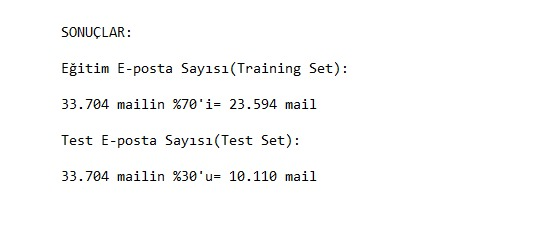 SONUÇLAR:
Eğitim E-posta Sayısı(Training Set):
33.704 mailin %70'i= 23.594 mail
Test E-posta Sayısı(Test Set):
33.704 mailin %30'u= 10.110 mail